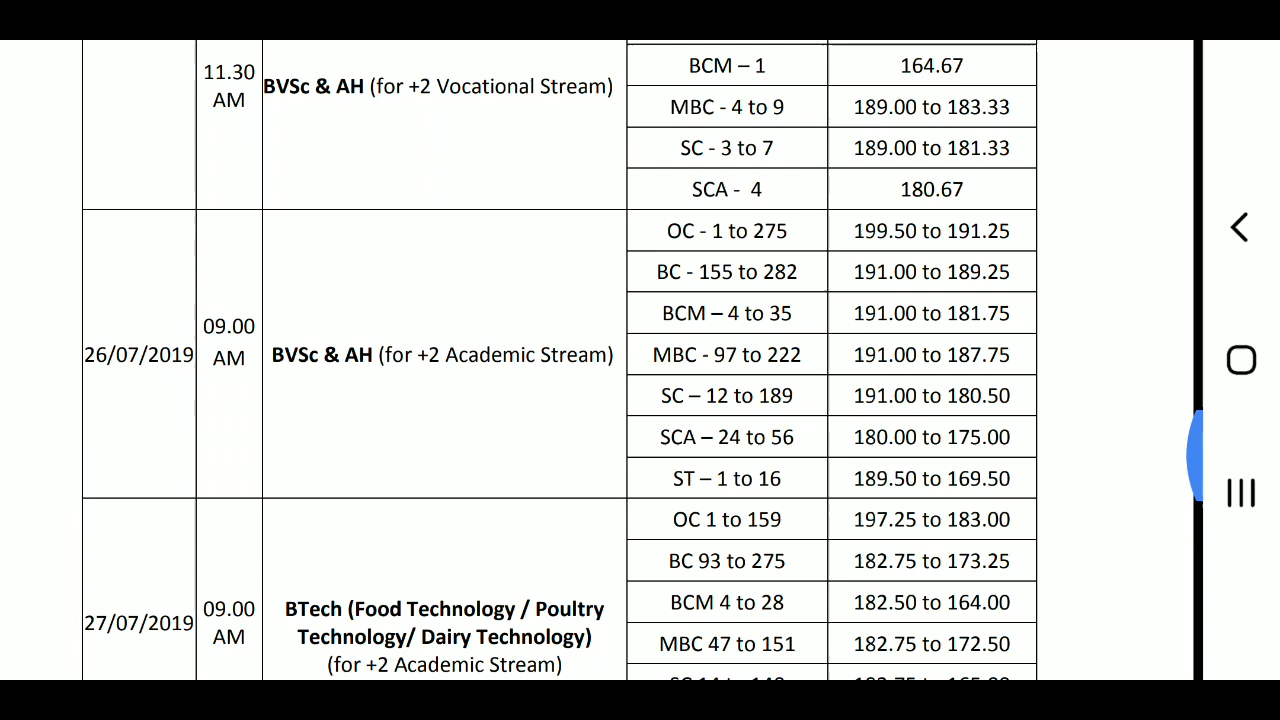 11.30
AM
BVSc & AH (for +2 Vocational Stream)
BCM – 1 164.67
MBC - 4 to 9 189.00 to 183.33
SC - 3 to 7 189.00 to 181.33
SCA - 4 180.67
26/07/2019
09.00
AM
BVSc & AH (for +2 Academic Stream)
OC - 1 to 275 199.50 to 191.25
BC - 155 to 282 191.00 to 189.25
BCM – 4 to 35 191.00 to 181.75
MBC - 97 to 222 191.00 to 187.75
SC – 12 to 189 191.00 to 180.50
SCA – 24 to 56 180.00 to 175.00
ST – 1 to 16 189.50 to 169.50
27/07/2019
09.00
AM
BTech (Food Technology / Poultry
Technology/ Dairy Technology)
(for +2 Academic Stream)
OC 1 to 159 197.25 to 183.00
BC 93 to 275 182.75 to 173.25
BCM 4 to 28 182.50 to 164.00
MBC 47 to 151 182.75 to 172.50